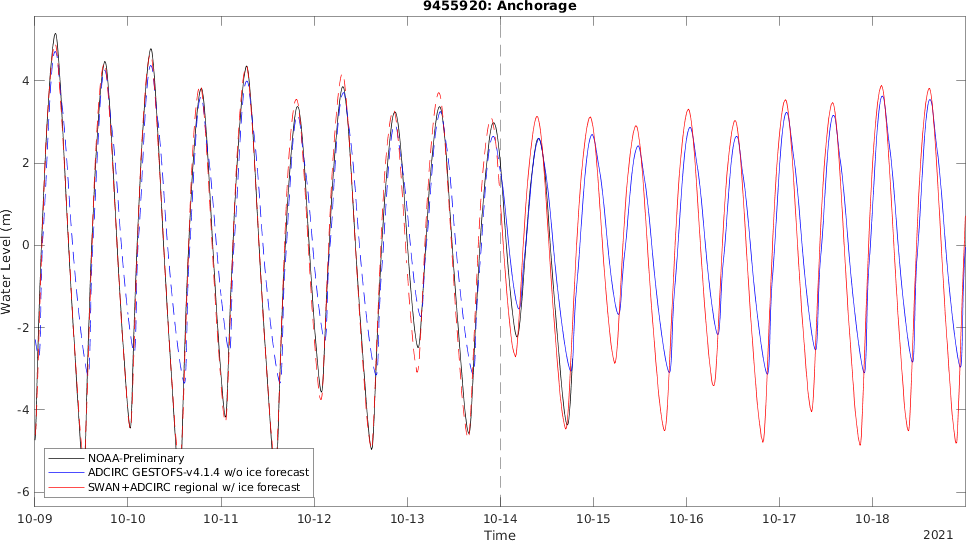 9455920: Anchorage
Water Level (m)
4
2
0
-2
-4
-6
NOAA-Preliminary
ADCIRC GESTOFS-v4.1.4 w/o ice forecast
SWAN+ADCIRC regional w/ ice forecast
10-09 10-10 10-11 10-12 10-13 10-14 10-15 10-16 10-17 10-18
Time
2021